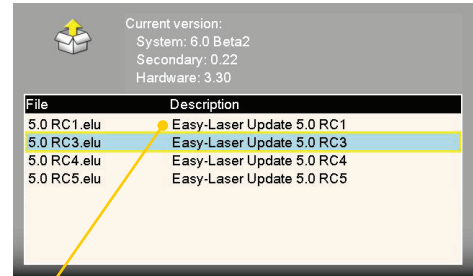 Current version:
System: 6.0 Beta2
Secondary: 0.22
Hardware: 3.30
File Description
5.0 RC1.elu Easy-Laser Update 5.0 RC1
5.0 RC3.elu Easy-Laser Update 5.0 RC3
5.0 RC4.elu Easy-Laser Update 5.0 RC4
5.0 RC5.elu Easy-Laser Update 5.0 RC5